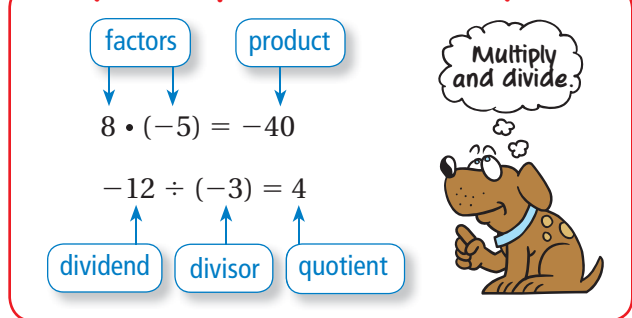 factors
product
Multiply
and divide.
8 • (−5) = −40
−12 ÷ (−3) = 4
dividend
divisor
quotient